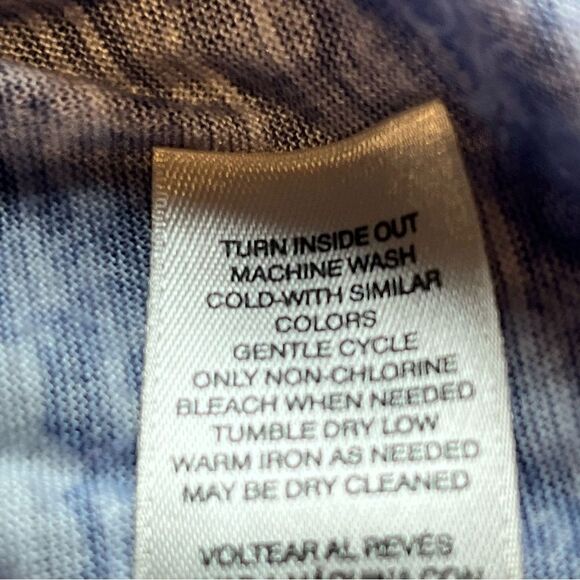 TURN INSIDE OUT
MACHINE WASH
COLD-WITH SIMILAR
COLORS
GENTLE CYCLE
ONLY NON-CHLORINE
BLEACH WHEN NEEDED
TUMBLE DRY LOW
WARM IRON AS NEEDED
MAY BE DRY CLEANED
VOLTEAR AL REVÉS